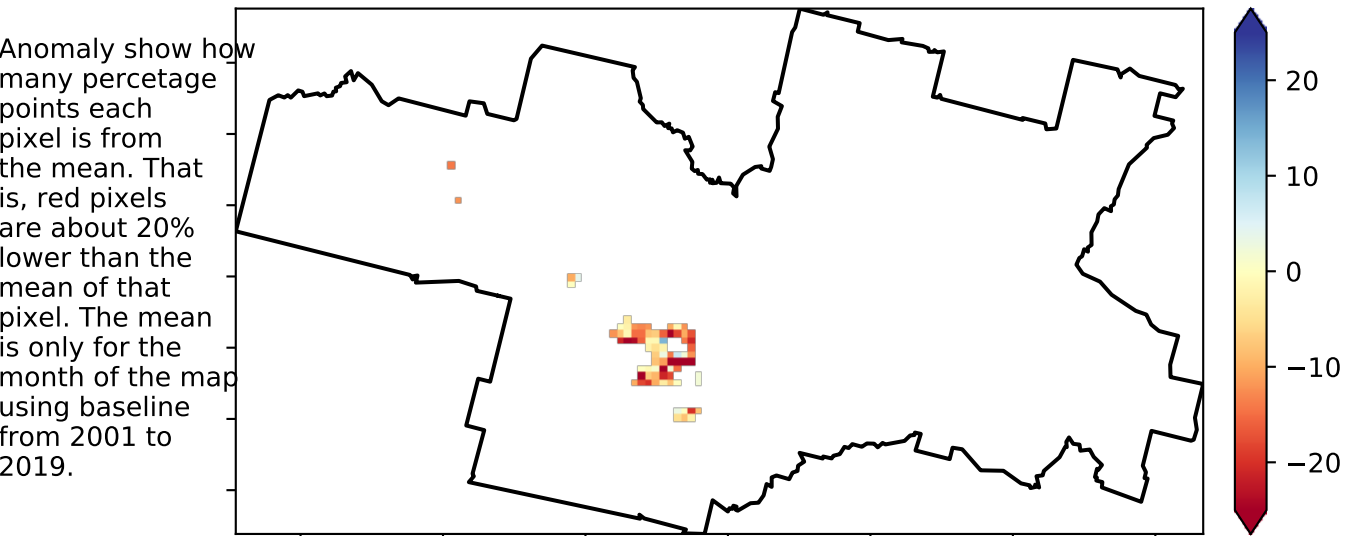 Anomaly show how
many percetage
points each
pixel is from
the mean. That
is, red pixels
are about 20%
lower than the
mean of that
pixel. The mean
is only for the
month of the map
using baseline
from 2001 to
2019.
20
10
0
−10
−20